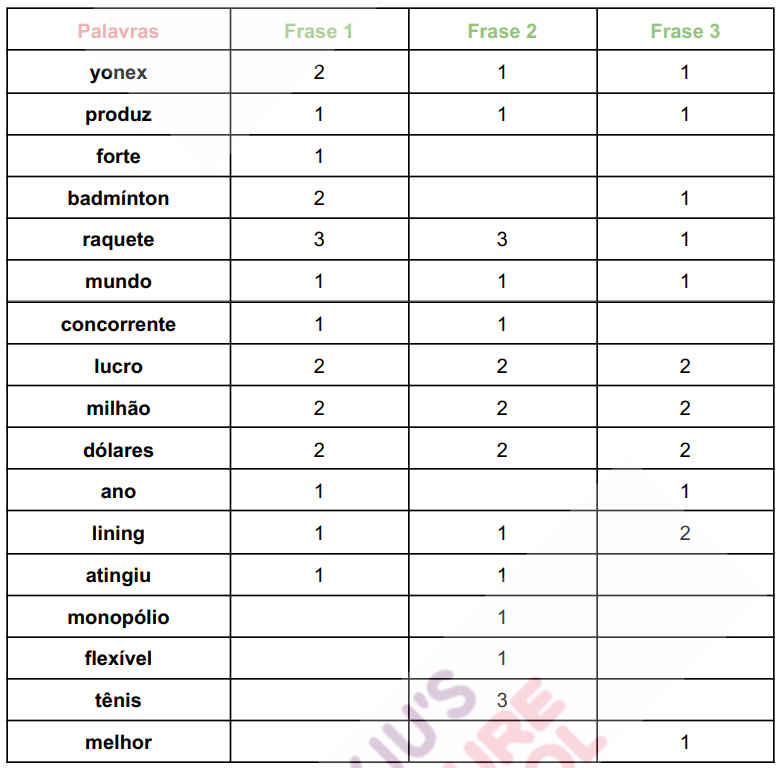 Palavras Frase 1 Frase 2 Frase 3
yonex 2 1 1
produz 1 1 1
forte 1
badmínton 2 1
raquete 3 3 1
mundo 1 1 1
concorrente 1 1
lucro 2 2 2
milhão 2 2 2
dólares 2 2 2
ano 1 1
lining 1 1 2
atingiu 1 1
monopólio 1
flexível 1
tênis 3
melhor 1